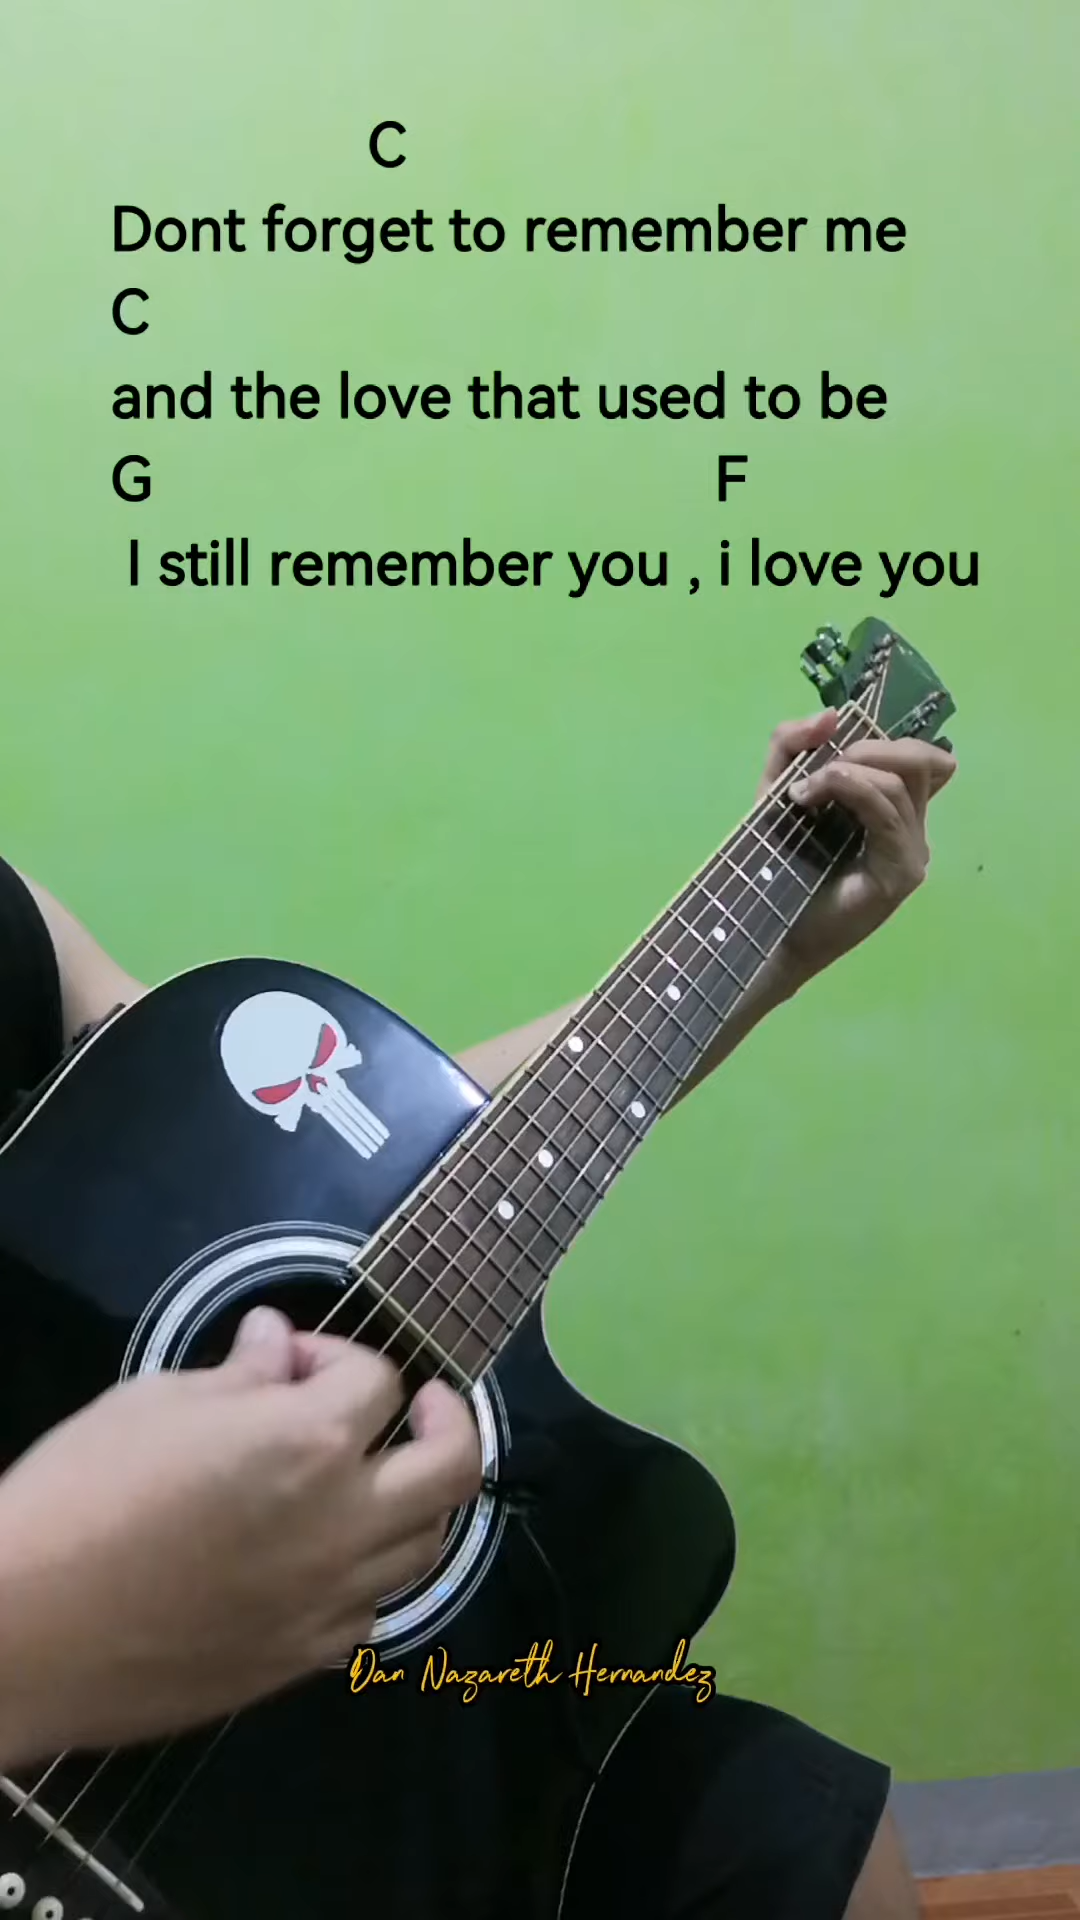 C
Dont forget to remember me
C
and the love that used to be
G F
I still remember you , i love you
Dan Nazareth Hernandez